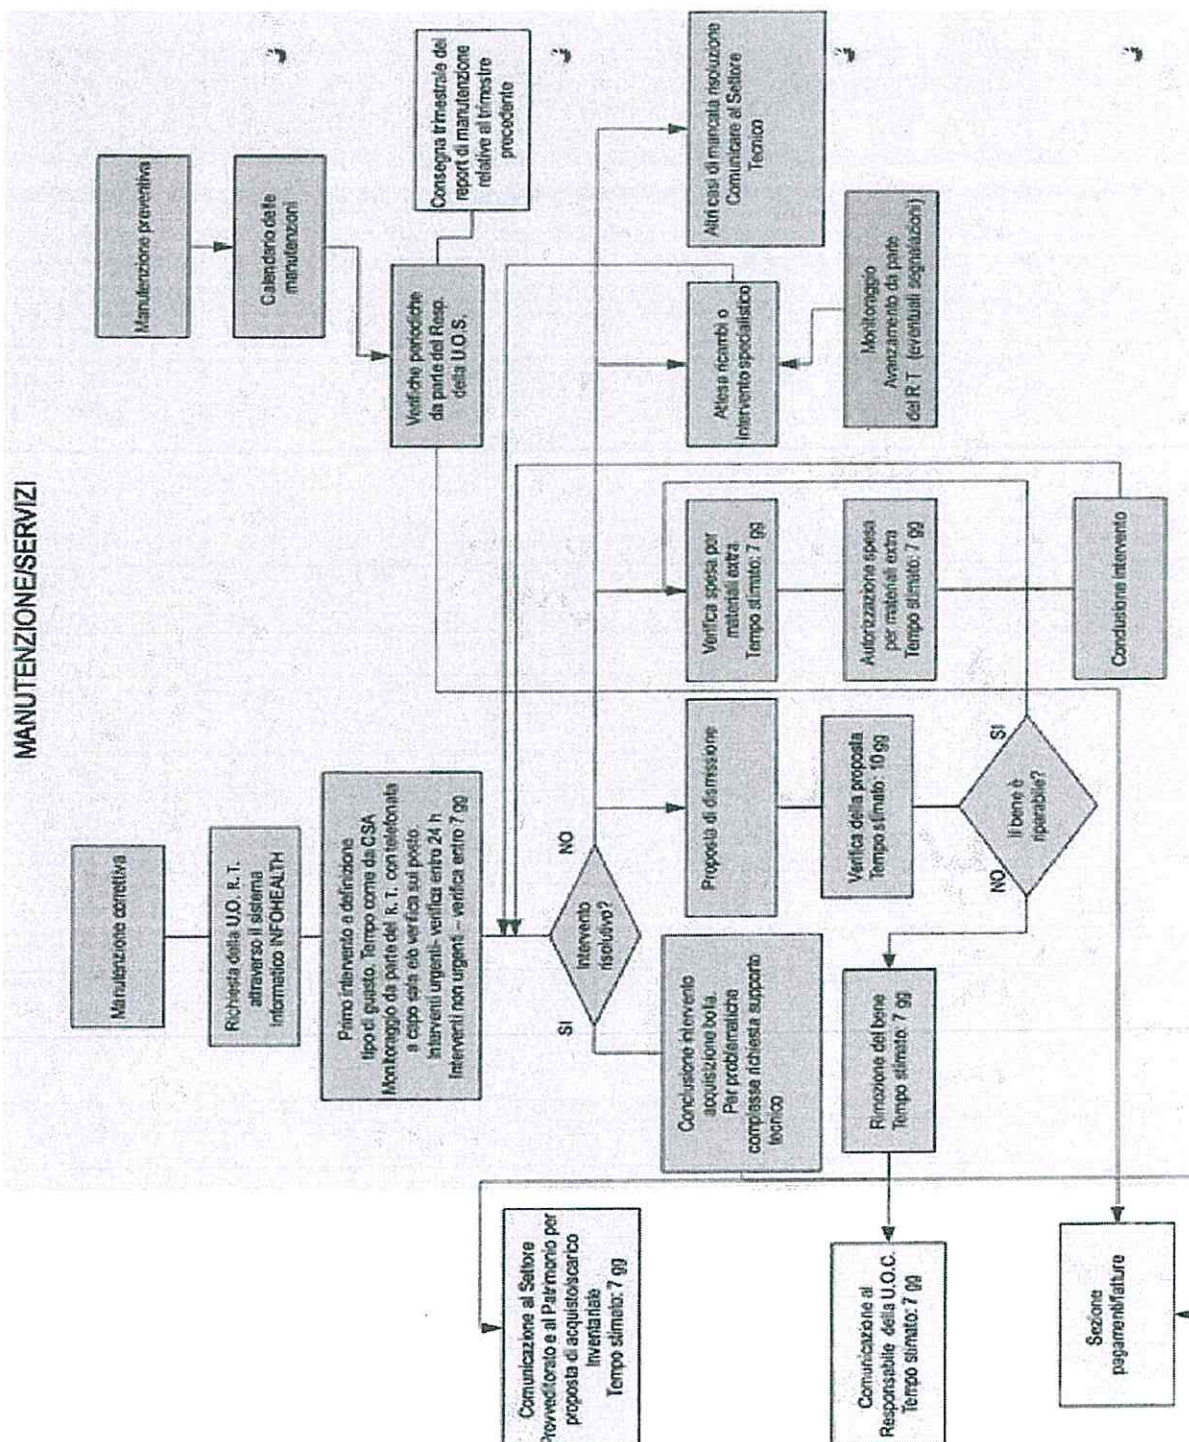 MANUTENZIONE/SERVIZI
Manutenzione correttiva
Richiesta della U.O. R.T.
attraverso il sistema
informatico INFOHEALTH
Primo intervento e definizione
tipo di guasto. Tempo come da CSA
Monitoraggio da parte del R. T. con telefonata
a capo sala e/o verifica sul posto.
Interventi urgenti- verifica entro 24 h
Interventi non urgenti – verifica entro 7 gg
Intervento
risolutivo?
SI
NO
Conclusione intervento
acquisizione bolla.
Per problematiche
complesse richiesta supporto
tecnico
Proposta di dismissione
Verifica della proposta
Tempo stimato: 10 gg
Il bene è
riparabile?
NO
SI
Rimozione del bene
Tempo stimato: 7 gg
Comunicazione al Settore
Provveditorato e al Patrimonio per
proposta di acquisto/scarico
Inventariale
Tempo stimato: 7 gg
Comunicazione al
Responsabile della U.O.C.
Tempo stimato: 7 gg
Sezione
pagamenti/fatture
Verifica spesa per
materiali extra
Tempo stimato: 7 gg
Autorizzazione spesa
per materiali extra
Tempo stimato: 7 gg
Conclusione intervento
Manutenzione preventiva
Calendario delle
manutenzioni
Verifiche periodiche
da parte del Resp.
della U.O.S.
Consegna trimestrale dei
report di manutenzione
relative al trimestre
precedente
Attesa ricambi o
intervento specialistico
Monitoraggio
Avanzamento da parte
del R.T (eventuali segnalazioni)
Altri casi di mancata risoluzione
Comunicare al Settore
Tecnico